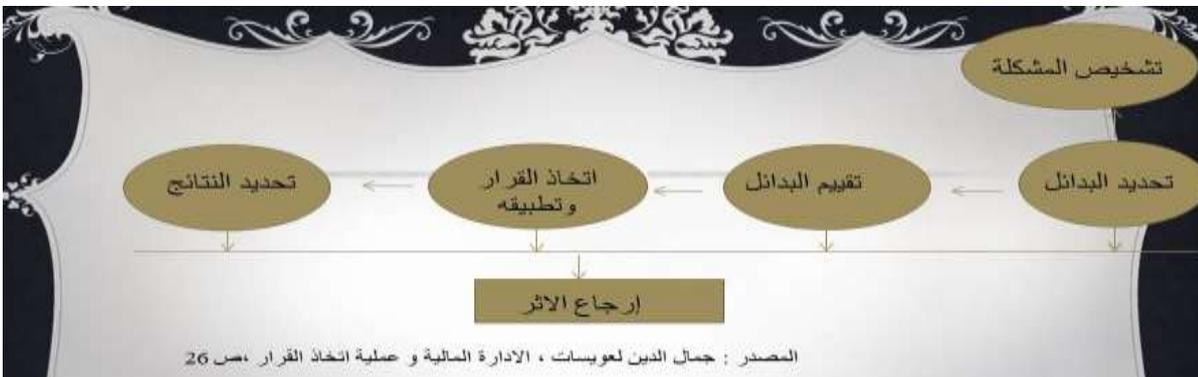 تشخيص المشكلة
تحديد البدائل
تقييم البدائل
اتخاذ القرار
وتطبيقه
تحديد النتائج
إرجاع الاثر
المصدر : جمال الدين لعويسات ، الادارة المالية و عملية اتخاذ القرار ،ص 26